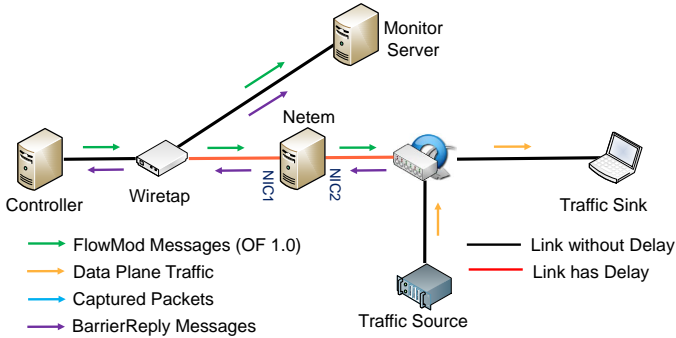 Monitor
Server
Netem
Controller
Wiretap
NIC1
NIC2
Traffic Sink
FlowMod Messages (OF 1.0)
Link without Delay
Data Plane Traffic
Link has Delay
Captured Packets
BarrierReply Messages
Traffic Source